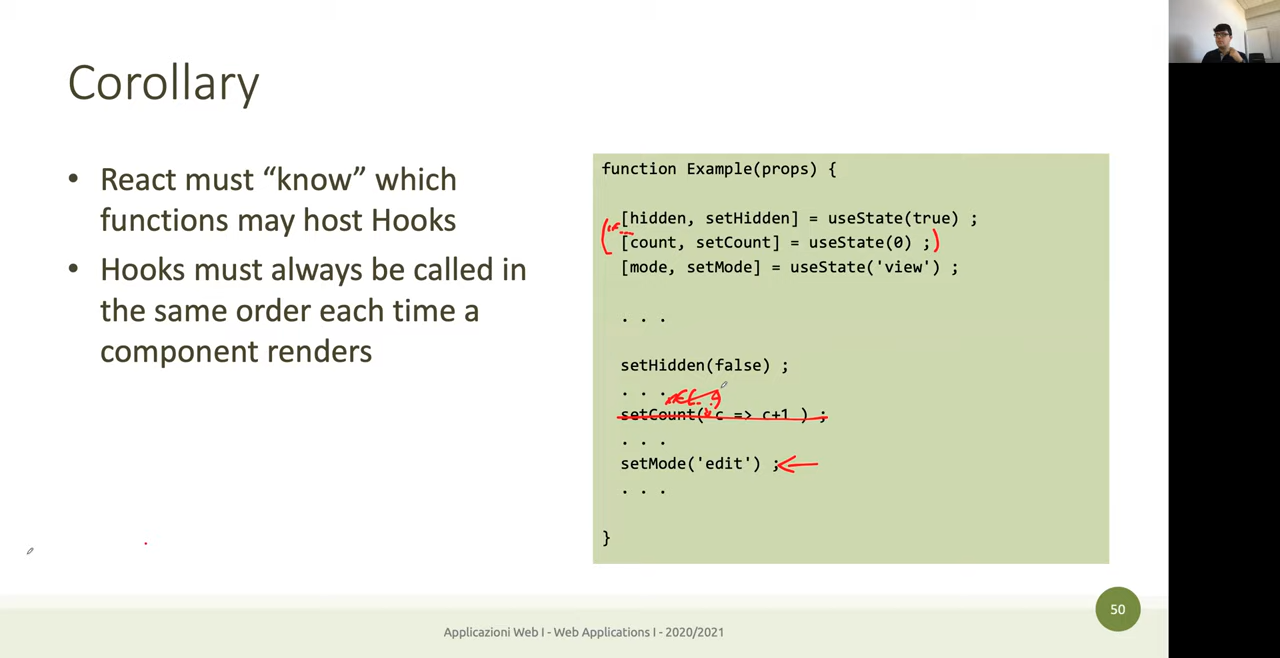 Corollary
• React must “know” which
functions may host Hooks
• Hooks must always be called in
the same order each time a
component renders
function Example(props) {
[hidden, setHidden] = useState(true) ;
[count, setCount] = useState(0) ;
[mode, setMode] = useState('view') ;
. . .
setHidden(false) ;
. . .
setCount( c => c+1 ) ;
. . .
setMode('edit') ;
. . .
}
50
Applicazioni Web I - Web Applications I - 2020/2021